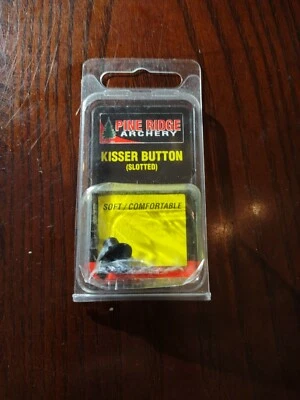 PINE RIDGE
ARCHERY
KISSER BUTTON
(SLOTTED)
SOFT / COMFORTABLE